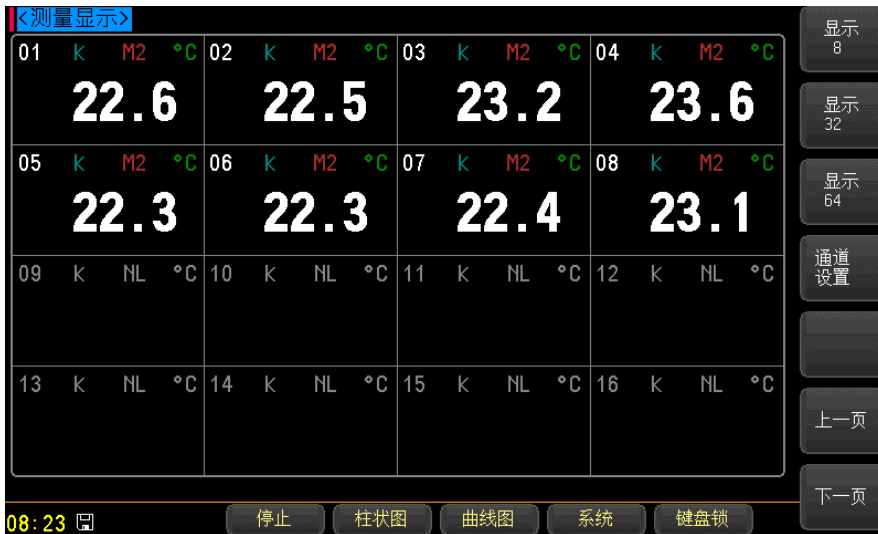 <测量显示>
01 K M2 °C 02 K M2 °C 03 K M2 °C 04 K M2 °C
22.6 22.5 23.2 23.6
05 K M2 °C 06 K M2 °C 07 K M2 °C 08 K M2 °C
22.3 22.3 22.4 23.1
09 K NL °C 10 K NL °C 11 K NL °C 12 K NL °C
13 K NL °C 14 K NL °C 15 K NL °C 16 K NL °C
显示
8
显示
32
显示
64
通道
设置
上一页
下一页
08:23 停止 柱状图 曲线图 系统 键盘锁